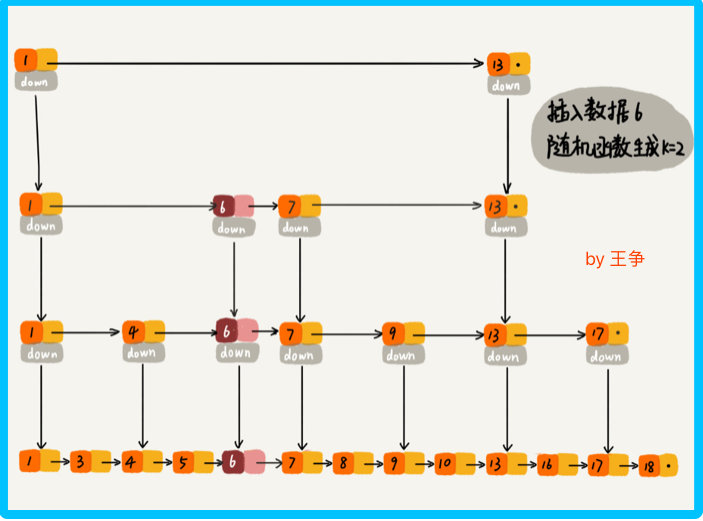 1 13
down down
插入数据6
随机函数生成K=2
1 6 7 13
down down down down
by 王争
1 4 6 7 9 13 17
down down down down down down down
1 3 4 5 6 7 8 9 10 13 16 17 18